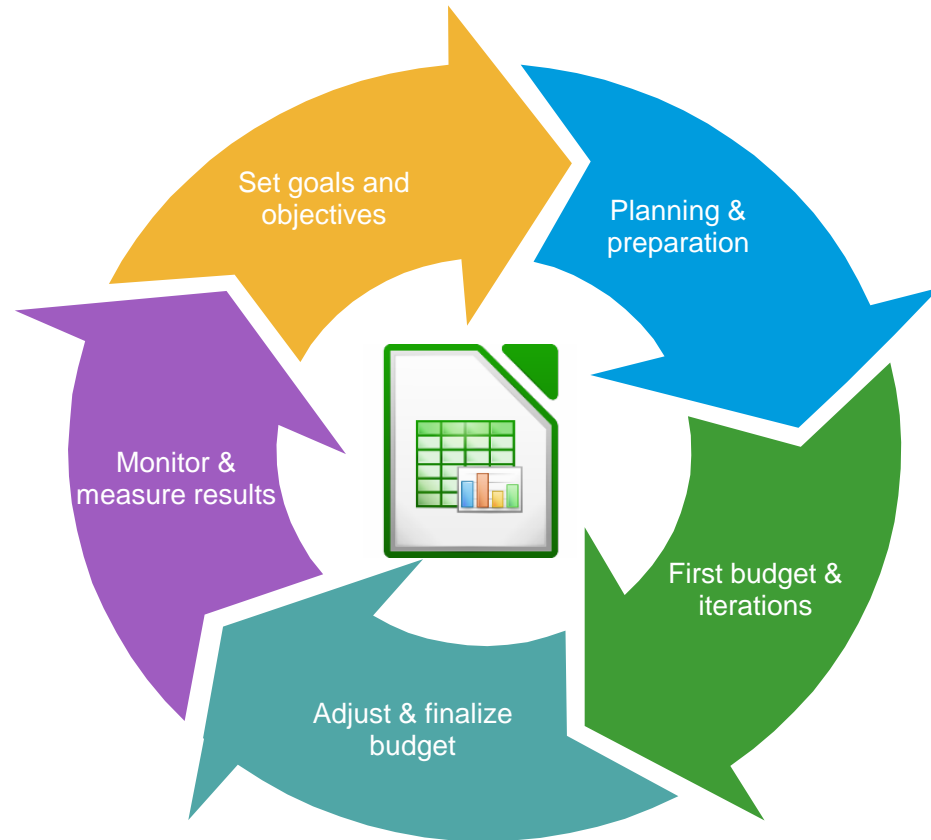 Set goals and
objectives
Planning &
preparation
First budget &
iterations
Adjust & finalize
budget
Monitor &
measure results